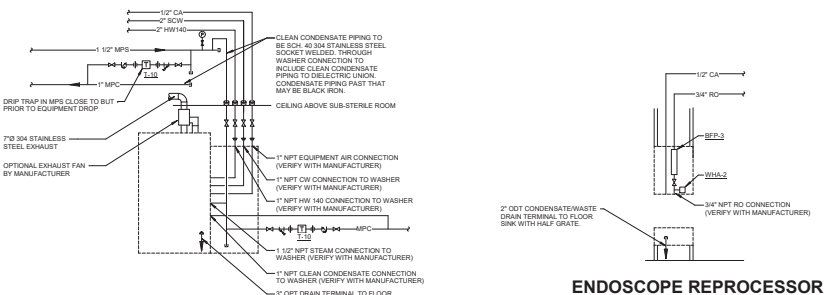 1/2" CA
2" SCW
2" HW140
P
1 1/2" MPS
T-10
1" MPC
DRIP TRAP IN MPS CLOSE TO BUT
PRIOR TO EQUIPMENT DROP
7"Ø 304 STAINLESS
STEEL EXHAUST
OPTIONAL EXHAUST FAN
BY MANUFACTURER
CLEAN CONDENSATE PIPING TO
BE SCH. 40 304 STAINLESS STEEL
SOCKET WELDED. THROUGH
WASHER CONNECTION TO
INCLUDE CLEAN CONDENSATE
PIPING TO DIELECTRIC UNION.
CONDENSATE PIPING PAST THAT
MAY BE BLACK IRON.
CEILING ABOVE SUB-STERILE ROOM
1" NPT EQUIPMENT AIR CONNECTION
(VERIFY WITH MANUFACTURER)
1" NPT CW CONNECTION TO WASHER
(VERIFY WITH MANUFACTURER)
1" NPT HW 140 CONNECTION TO WASHER
(VERIFY WITH MANUFACTURER)
T-10
MPC
1 1/2" NPT STEAM CONNECTION TO
WASHER (VERIFY WITH MANUFACTURER)
1" NPT CLEAN CONDENSATE CONNECTION
TO WASHER (VERIFY WITH MANUFACTURER)
3" ODT DRAIN TERMINAL TO FLOOR
1/2" CA
3/4" RO
BFP-3
WHA-2
3/4" NPT RO CONNECTION
(VERIFY WITH MANUFACTURER)
2" ODT CONDENSATE/WASTE
DRAIN TERMINAL TO FLOOR
SINK WITH HALF GRATE.
ENDOSCOPE REPROCESSOR